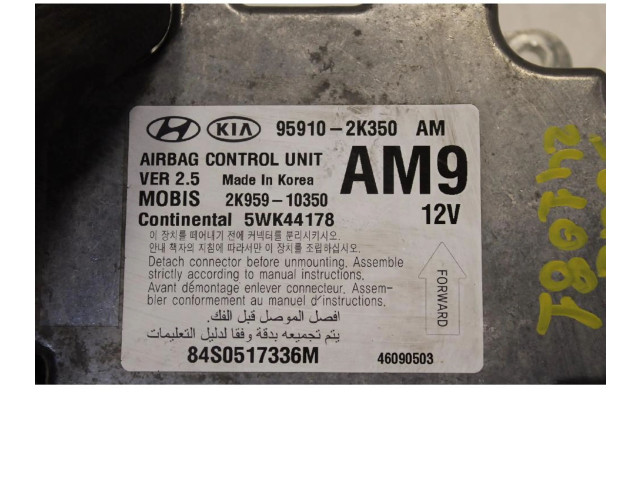 KIA 95910-2K350 AM
AIRBAG CONTROL UNIT
VER 2.5 Made In Korea
AM9
MOBIS 2K959-10350
Continental 5WK44178
12V
이 장치를 떼어내기 전에 커넥터를 분리시키시오.
안내 책자의 지침에 따라서만 이 장치를 조립하십시오.
Detach connector before unmounting. Assemble
strictly according to manual instructions.
Avant démontage enlever connecteur. Assem-
bler conformement au manuel d'instructions.
افصل الموصل قبل الفك.
يتم تجميعه بدقة وفقا لدليل التعليمات
FORWARD
84S0517336M 46090503